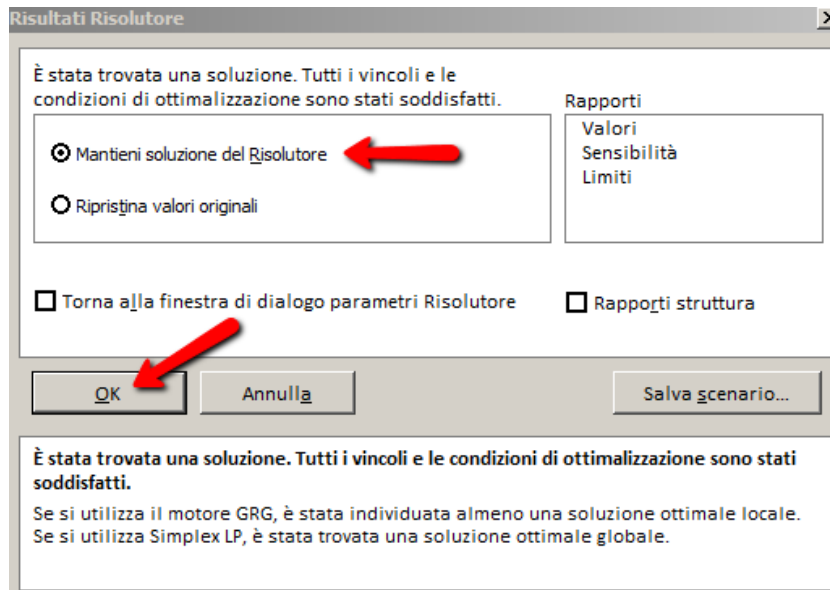 Risultati Risolutore
È stata trovata una soluzione. Tutti i vincoli e le
condizioni di ottimalizzazione sono stati soddisfatti.
Mantieni soluzione del Risolutore
Ripristina valori originali
Rapporti
Valori
Sensibilità
Limiti
Torna alla finestra di dialogo parametri Risolutore
Rapporti struttura
OK
Annulla
Salva scenario...
È stata trovata una soluzione. Tutti i vincoli e le condizioni di ottimalizzazione sono stati
soddisfatti.
Se si utilizza il motore GRG, è stata individuata almeno una soluzione ottimale locale.
Se si utilizza Simplex LP, è stata trovata una soluzione ottimale globale.